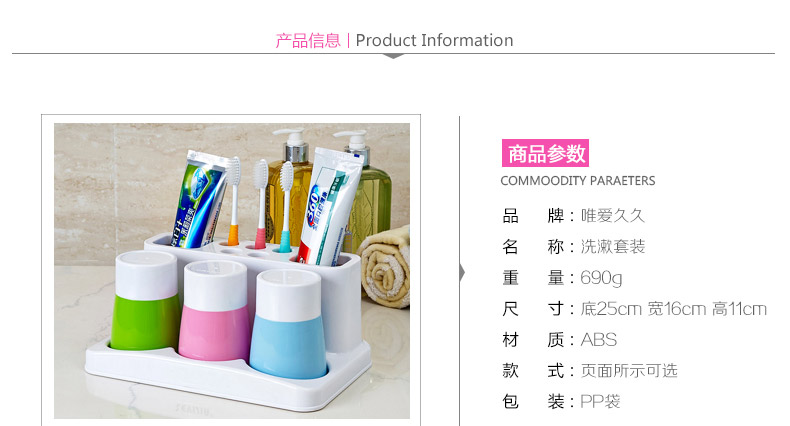 产品信息 | Product Information
商品参数
COMMOODITY PARAETERS
品 牌：唯爱久久
名 称：洗漱套装
重 量：690g
尺 寸：底25cm 宽16cm 高11cm
材 质：ABS
款 式：页面所示可选
包 装：PP袋
360